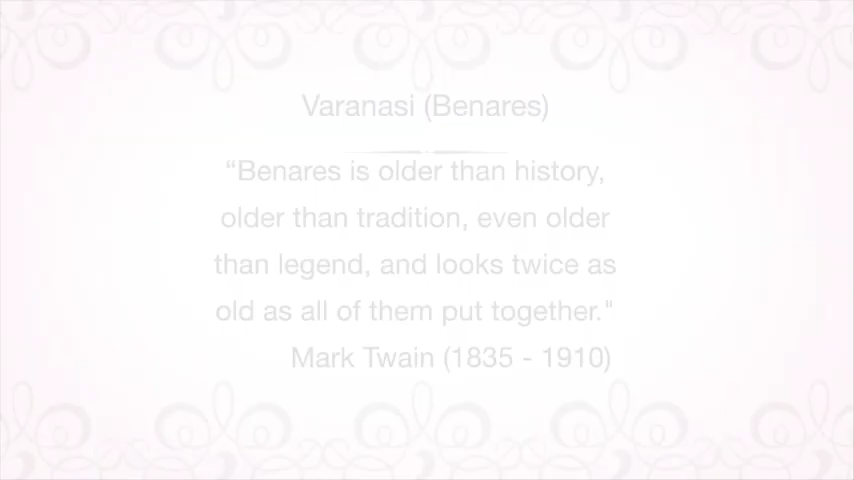 Varanasi (Benares)
“Benares is older than history,
older than tradition, even older
than legend, and looks twice as
old as all of them put together."
Mark Twain (1835 - 1910)